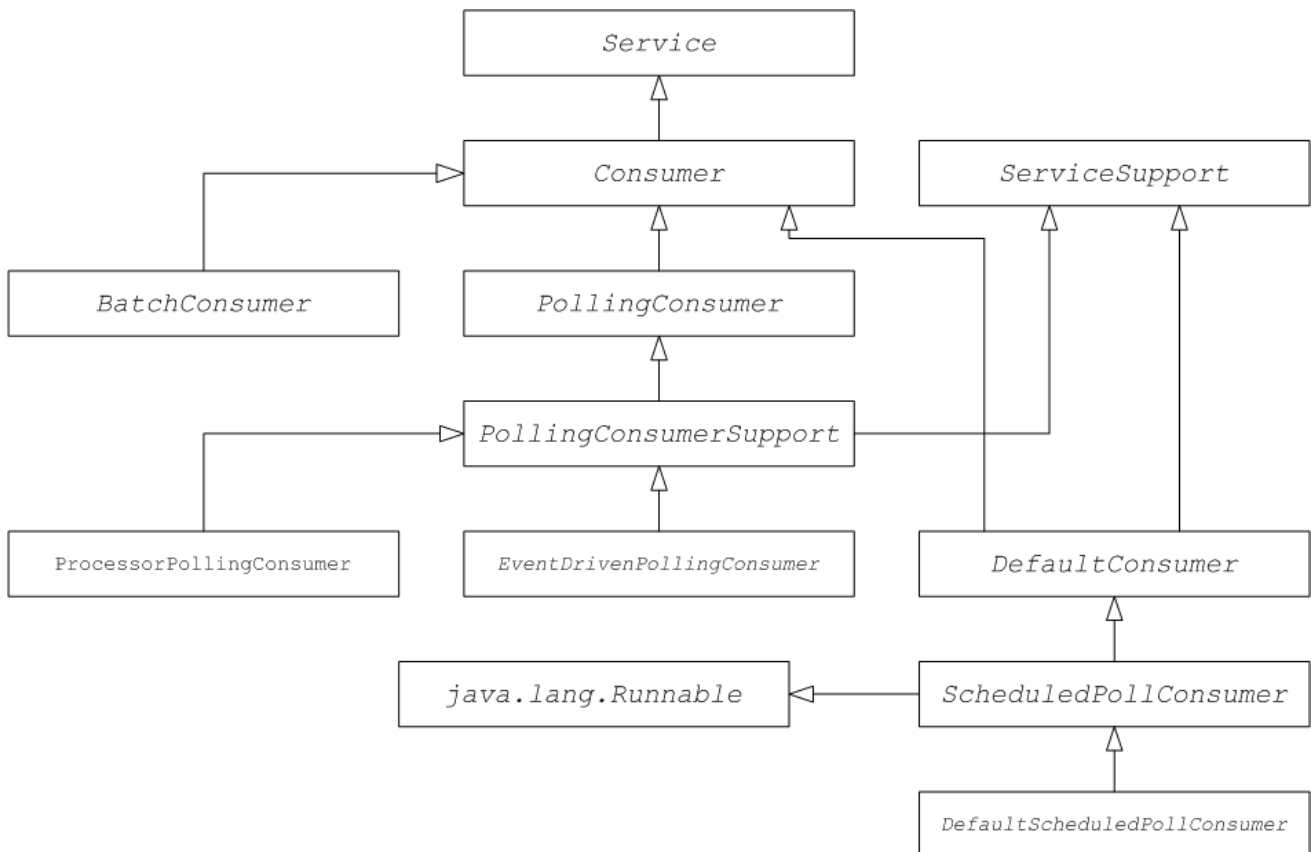 Service
Consumer
ServiceSupport
BatchConsumer
PollingConsumer
PollingConsumerSupport
ProcessorPollingConsumer
EventDrivenPollingConsumer
DefaultConsumer
java.lang.Runnable
ScheduledPollConsumer
DefaultScheduledPollConsumer